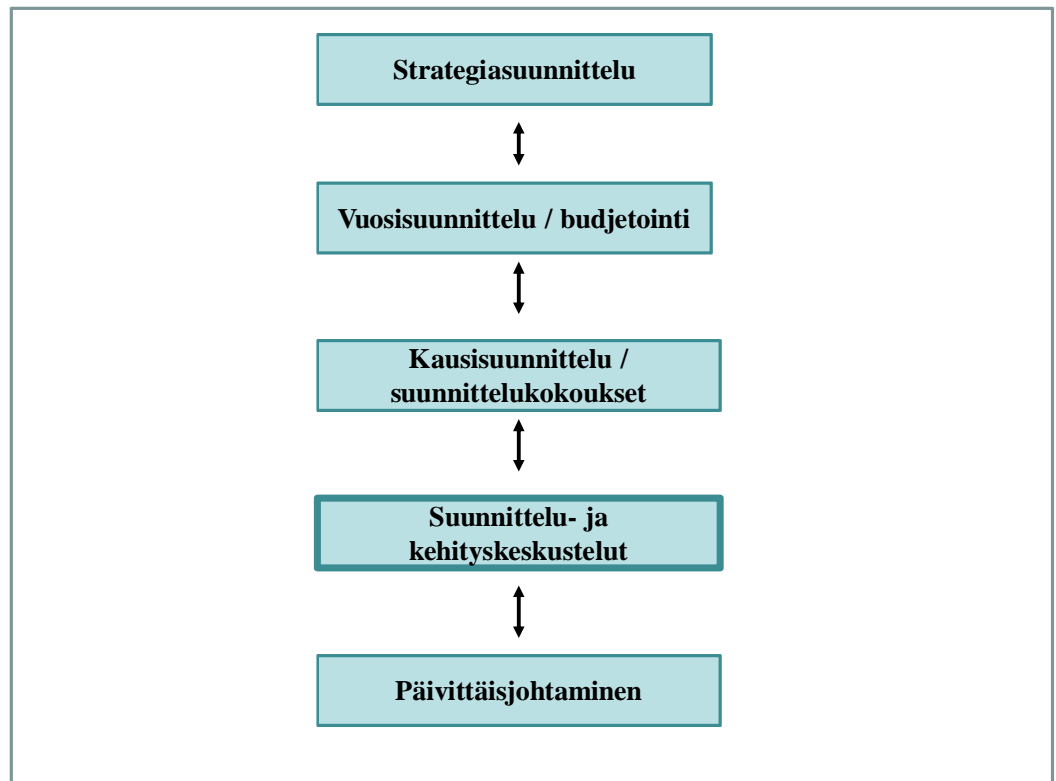 Strategiasuunnittelu
Vuosisuunnittelu / budjetointi
Kausisuunnittelu /
suunnittelukokoukset
Suunnittelu- ja
kehityskeskustelut
Päivittäisjohtaminen